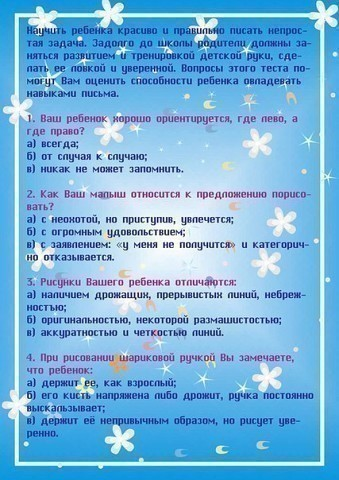 Научить ребенка красиво и правильно писать непрос-
тая задача. Задолго до школы родители должны за-
няться развитием и тренировкой детской руки, сде-
лать ее ловкой и уверенной. Вопросы этого теста по-
могут Вам оценить способности ребенка овладевать
навыками письма.
1. Ваш ребенок хорошо ориентируется, где лево, а
где право?
а) всегда;
б) от случая к случаю;
в) никак не может запомнить.
2. Как Ваш малыш относится к предложению порисо-
вать?
а) с неохотой, но приступив, увлечется;
б) с огромным удовольствием;
в) с заявлением: «у меня не получится» и категорич-
но отказывается.
3. Рисунки Вашего ребенка отличаются:
а) наличием дрожащих, прерывистых линий, небреж-
ностью;
б) оригинальностью, некоторой размашистостью;
в) аккуратностью и четкостью линий.
4. При рисовании шариковой ручкой Вы замечаете,
что ребенок:
а) держит ее, как взрослый;
б) его кисть напряжена либо дрожит, ручка постоянно
выскальзывает;
в) держит её непривычным образом, но рисует уве-
ренно.